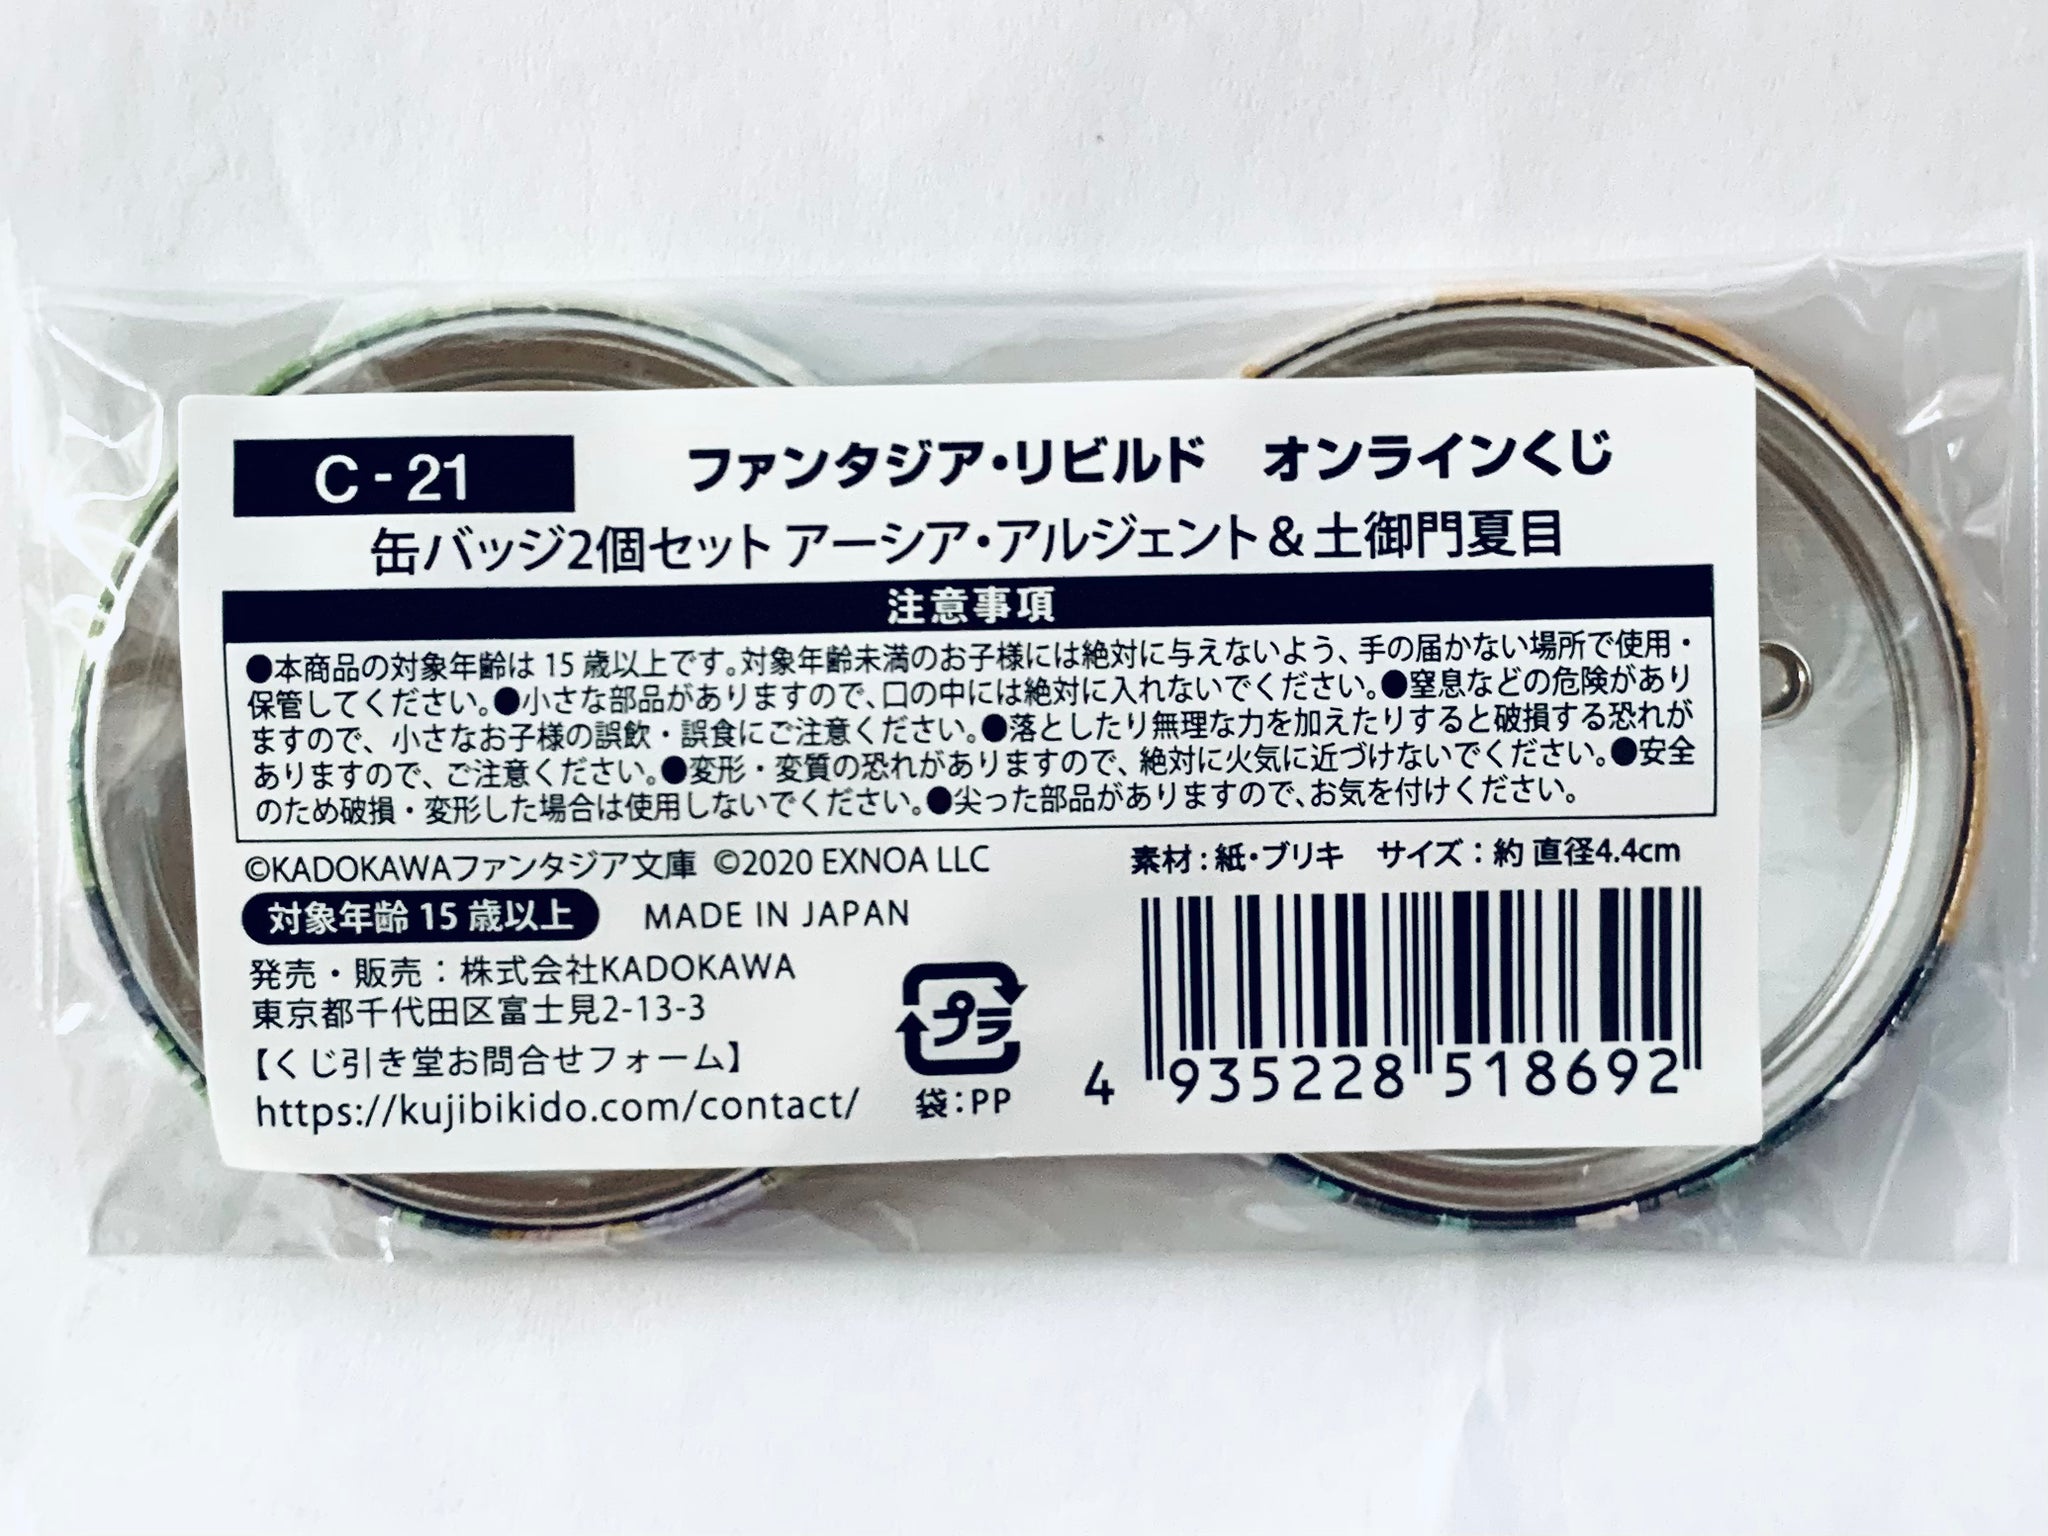 C-21
ファンタジア・リビルド　オンラインくじ
缶バッジ2個セット アーシア・アルジェント&土御門夏目
注意事項
●本商品の対象年齢は 15 歳以上です。対象年齢未満のお子様には絶対に与えないよう、手の届かない場所で使用・
保管してください。●小さな部品がありますので、口の中には絶対に入れないでください。●窒息などの危険があり
ますので、小さなお子様の誤飲・誤食にご注意ください。●落としたり無理な力を加えたりすると破損する恐れが
ありますので、ご注意ください。●変形・変質の恐れがありますので、絶対に火気に近づけないでください。●安全
のため破損・変形した場合は使用しないでください。●尖った部品がありますので、お気を付けください。
©KADOKAWAファンタジア文庫 ©2020 EXNOA LLC
素材：紙・ブリキ　サイズ：約 直径4.4cm
対象年齢 15 歳以上
MADE IN JAPAN
発売・販売：株式会社KADOKAWA
東京都千代田区富士見2-13-3
【くじ引き堂お問合せフォーム】
https://kujibikido.com/contact/
プラ
袋：PP
4 935228 518692